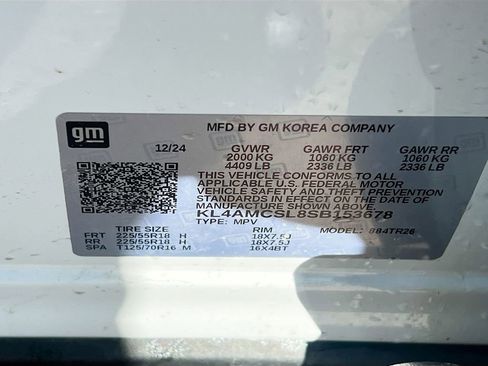 gm
MFD BY GM KOREA COMPANY
12/24 GVWR GAWR FRT GAWR RR
2000 KG 1060 KG 1060 KG
4409 LB 2336 LB 2336 LB
THIS VEHICLE CONFORMS TO ALL
APPLICABLE U.S. FEDERAL MOTOR
VEHICLE SAFETY AND THEFT PREVENTION
STANDARDS IN EFFECT ON THE DATE OF
MANUFACTURE SHOWN ABOVE.
KL4AMCSL8SB153678
TYPE: MPV
TIRE SIZE RIM MODEL:
FRT 225/55R18 H 18X7.5J
RR 225/55R18 H 18X7.5J
SPA T125/70R16 M 16X4BT